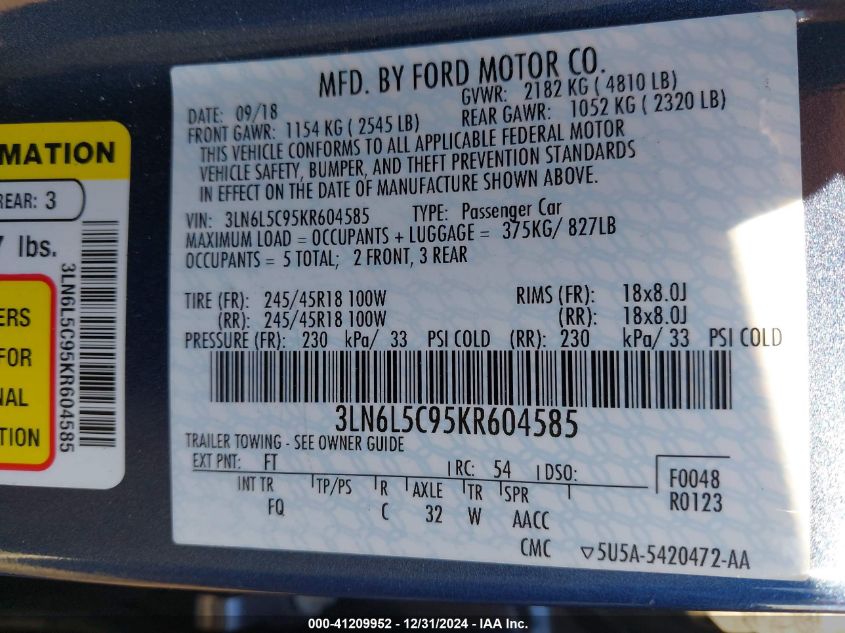 MFD. BY FORD MOTOR CO.
DATE: 09/18 GVWR: 2182 KG ( 4810 LB)
FRONT GAWR: 1154 KG ( 2545 LB) REAR GAWR: 1052 KG ( 2320 LB)
THIS VEHICLE CONFORMS TO ALL APPLICABLE FEDERAL MOTOR
VEHICLE SAFETY, BUMPER, AND THEFT PREVENTION STANDARDS
IN EFFECT ON THE DATE OF MANUFACTURE SHOWN ABOVE.
VIN: 3LN6L5C95KR604585 TYPE: Passenger Car
MAXIMUM LOAD = OCCUPANTS + LUGGAGE = 375KG/ 827LB
OCCUPANTS = 5 TOTAL; 2 FRONT, 3 REAR
TIRE (FR): 245/45R18 100W RIMS (FR): 18x8.0J
(RR): 245/45R18 100W (RR): 18x8.0J
PRESSURE (FR): 230 kPa/ 33 PSI COLD (RR): 230 kPa/ 33 PSI COLD
3LN6L5C95KR604585
TRAILER TOWING - SEE OWNER GUIDE
EXT PNT: FT RC: 54 DSO:
INT TR TP/PS R AXLE TR SPR
FQ C 32 W AACC
F0048
R0123
CMC ▽5U5A-5420472-AA
MATION
REAR: 3
7 lbs.
ERS
FOR
NAL
TION
3LN6L5C95KR604585
000-41209952 - 12/31/2024 - IAA Inc.